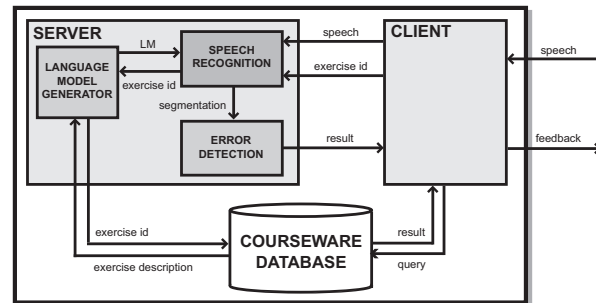 SERVER
CLIENT
LM
SPEECH
RECOGNITION
speech
speech
LANGUAGE
MODEL
GENERATOR
exercise id
exercise id
segmentation
ERROR
DETECTION
result
feedback
exercise id
COURSEWARE
DATABASE
result
exercise description
query